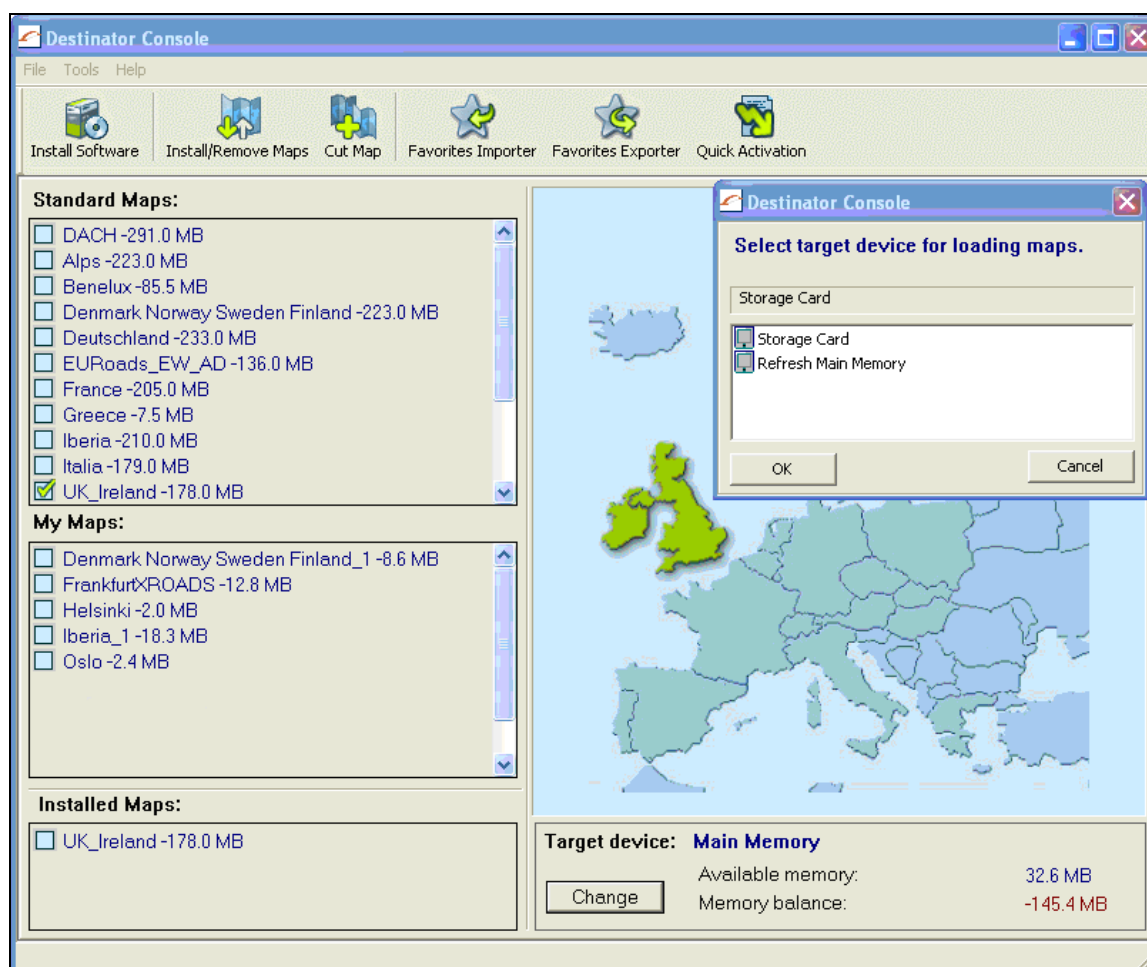 Destinator Console
File Tools Help
Install Software Install/Remove Maps Cut Map Favorites Importer Favorites Exporter Quick Activation
Standard Maps:
DACH -291.0 MB
Alps -223.0 MB
Benelux -85.5 MB
Denmark Norway Sweden Finland -223.0 MB
Deutschland -233.0 MB
EURoads_EW_AD -136.0 MB
France -205.0 MB
Greece -7.5 MB
Iberia -210.0 MB
Italia -179.0 MB
UK_Ireland -178.0 MB
My Maps:
Denmark Norway Sweden Finland_1 -8.6 MB
FrankfurtXROADS -12.8 MB
Helsinki -2.0 MB
Iberia_1 -18.3 MB
Oslo -2.4 MB
Installed Maps:
UK_Ireland -178.0 MB
Destinator Console
Select target device for loading maps.
Storage Card
Storage Card
Refresh Main Memory
OK Cancel
Target device: Main Memory
Available memory: 32.6 MB
Change
Memory balance: -145.4 MB